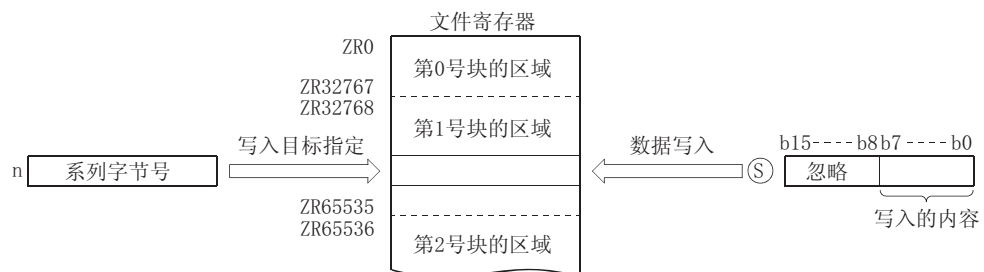 文件寄存器
ZR0
第0号块的区域
ZR32767
ZR32768
第1号块的区域
n
系列字节号
写入目标指定
数据写入
Ⓢ
b15----b8b7----b0
忽略
写入的内容
ZR65535
ZR65536
第2号块的区域